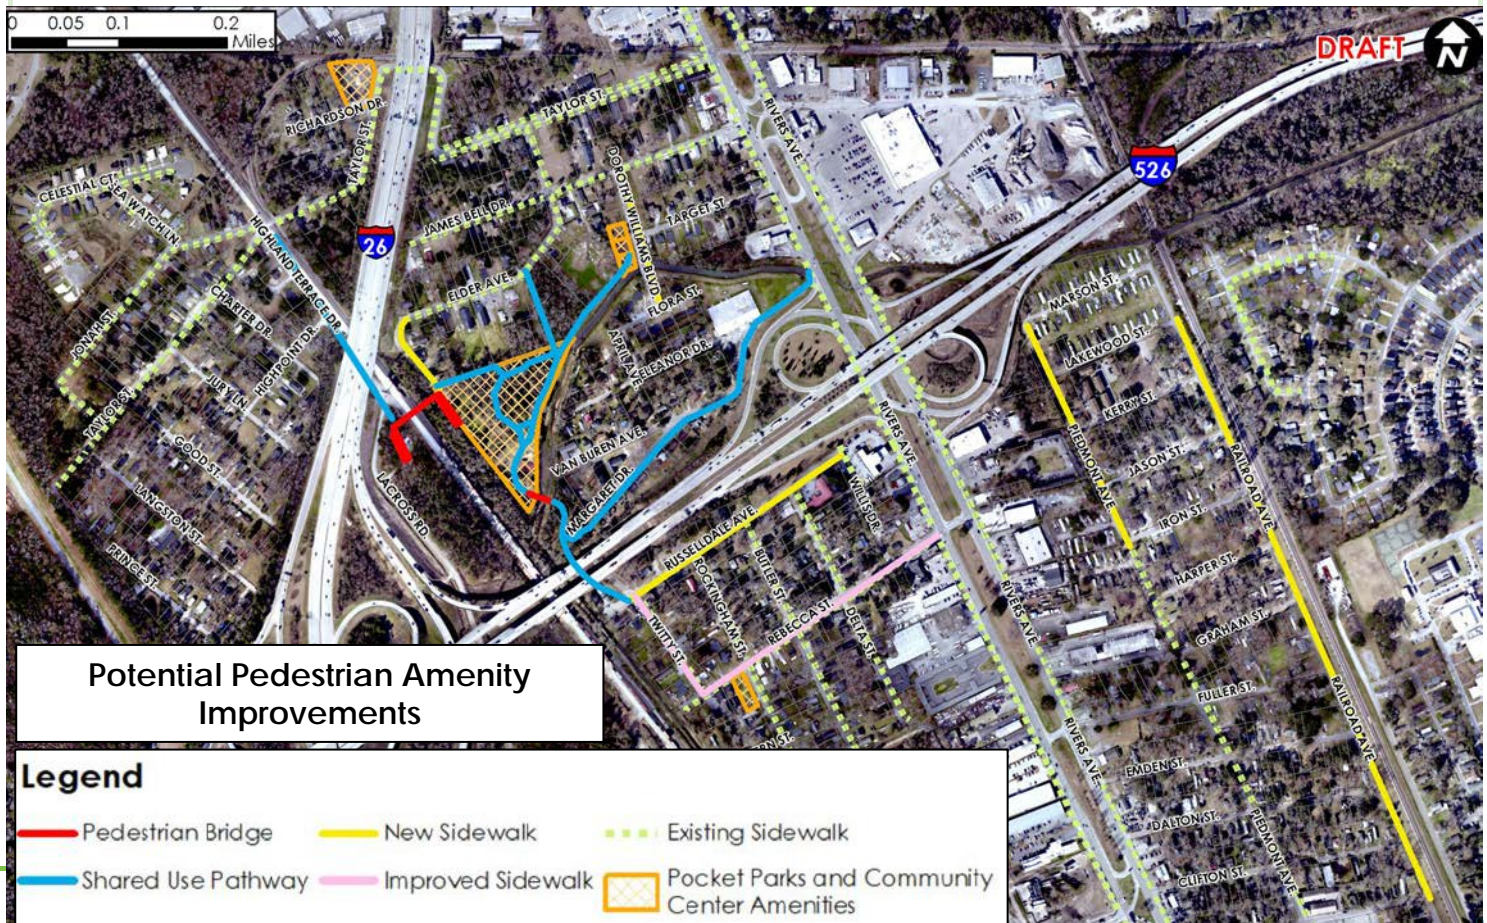 0 0.05 0.1 0.2
Miles
DRAFT
N
RICHARDSON DR.
TAYLOR ST.
TAYLOR ST.
DOROTHY WILLIAMS BLVD
RIVERS AVE.
526
CELESTIAL CT.
SEA WATCH LN
HIGHLAND TERRACE DR.
26
JAMES BELL DR.
TARGET ST.
ELDER AVE.
FLORA ST.
APRIL AVE.
ELEANOR DR.
JONAH ST.
CHARTER DR.
HIGHPOINT DR.
JURY LN
TAYLOR ST.
GOOD ST.
LANGSTON ST.
PRINCE ST.
LACROSS RD.
VAN BUREN AVE.
MARGARET DR.
RIVERS AVE.
MARSON ST.
LAKEWOOD ST.
KERRY ST.
PIEDMONT AVE
JASON ST.
RAILROAD AVE
IRON ST.
HARPER ST.
GRAHAM ST.
FULLER ST.
RAILROAD AVE.
EMDEN ST.
DALTON ST.
PIEDMONT AVE.
CLIFTON ST.
RUSSELLDALE AVE.
WILLIS DR.
ROCKINGHAM ST.
BUTLER ST.
REBECCA ST.
DELTA ST.
TWITTY ST.
RIVERS AVE.
RIVERS AVE.
Potential Pedestrian Amenity
Improvements
Legend
Pedestrian Bridge
New Sidewalk
Existing Sidewalk
Shared Use Pathway
Improved Sidewalk
Pocket Parks and Community
Center Amenities